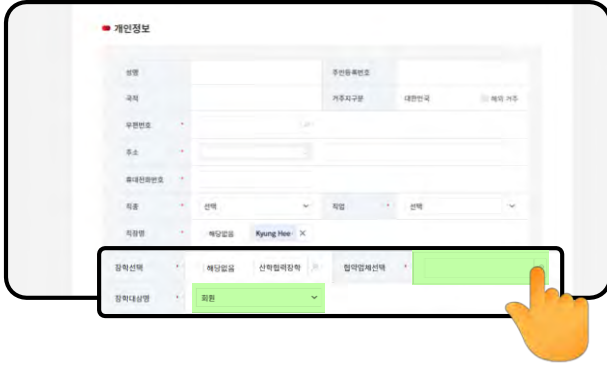 개인정보
성명 주민등록번호
국적 거주지구분 대한민국 해외 거주
우편번호 *
주소 *
휴대전화번호 *
직종 * 선택 직업 * 선택
직장명 * 해당없음 Kyung Hee X
장학선택 * 해당없음 산학협력장학 협약업체선택 *
장학대상명 * 회원